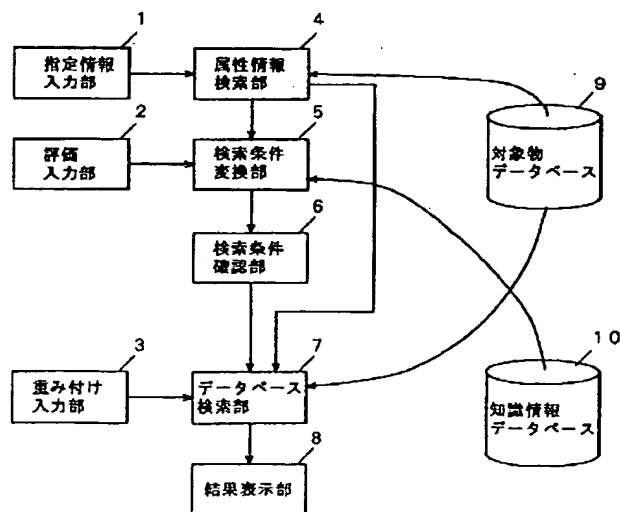 1
指定情報
入力部
4
属性情報
検索部
9
対象物
データベース
2
評価
入力部
5
検索条件
変換部
6
検索条件
確認部
3
重み付け
入力部
7
データベース
検索部
10
知識情報
データベース
8
結果表示部